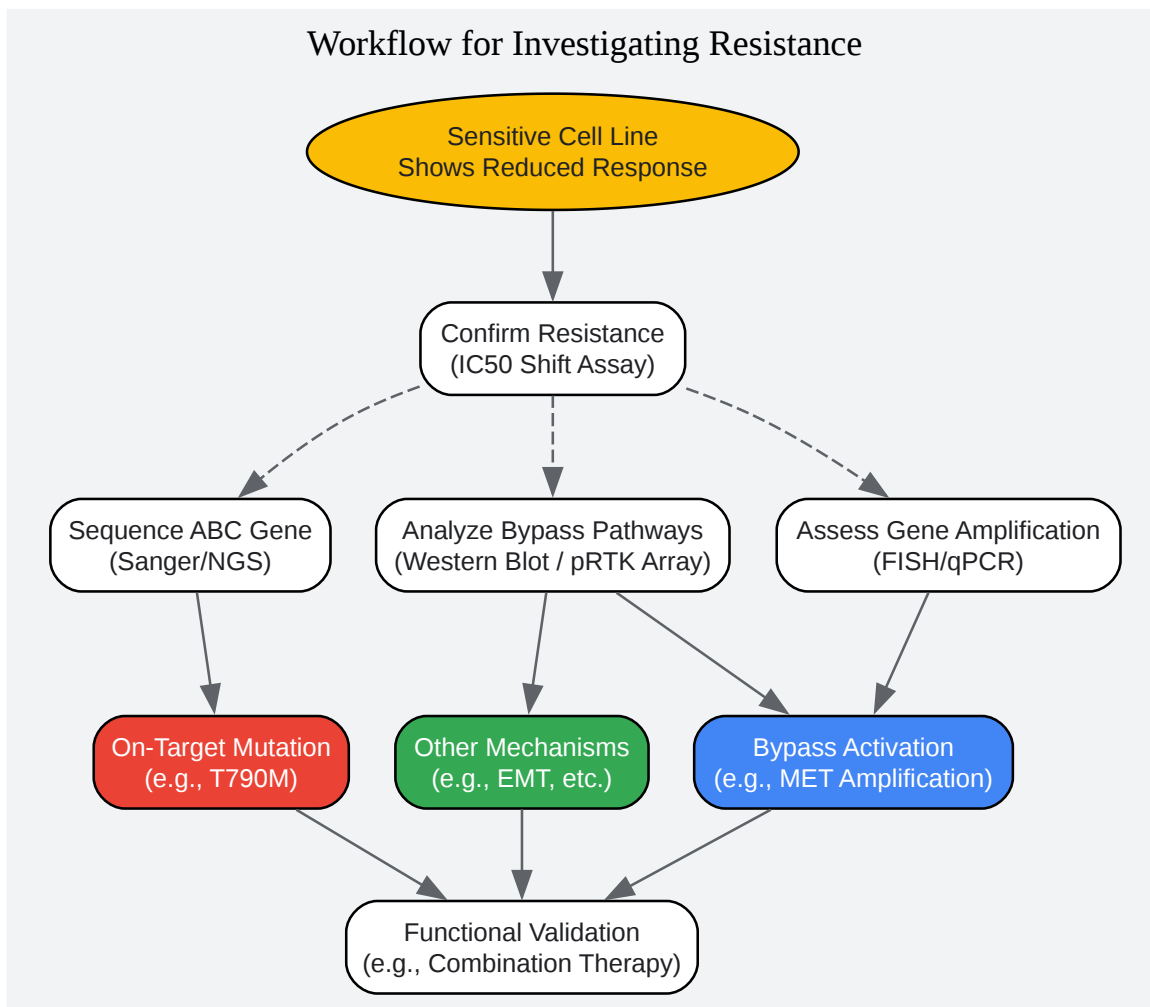 Workflow for Investigating Resistance
Sensitive Cell Line
Shows Reduced Response
Confirm Resistance
(IC50 Shift Assay)
Sequence ABC Gene
(Sanger/NGS)
Analyze Bypass Pathways
(Western Blot / pRTK Array)
Assess Gene Amplification
(FISH/qPCR)
On-Target Mutation
(e.g., T790M)
Other Mechanisms
(e.g., EMT, etc.)
Bypass Activation
(e.g., MET Amplification)
Functional Validation
(e.g., Combination Therapy)